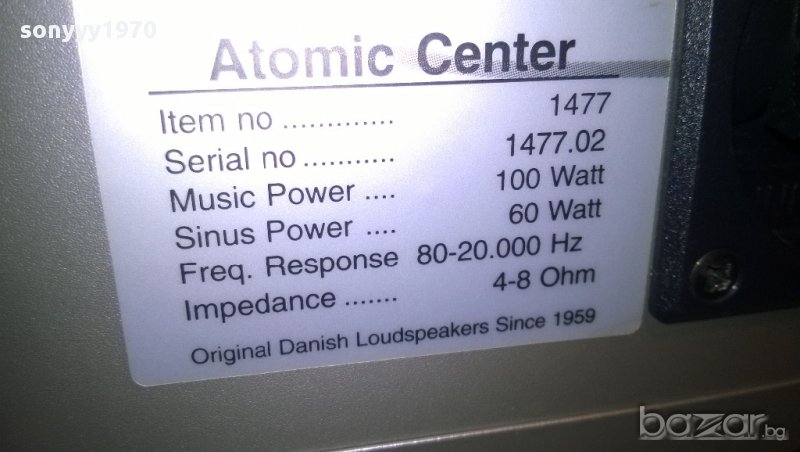 sonyyy1970
Atomic Center
Item no ............. 1477
Serial no ........... 1477.02
Music Power .... 100 Watt
Sinus Power .... 60 Watt
Freq. Response 80-20.000 Hz
Impedance ....... 4-8 Ohm
Original Danish Loudspeakers Since 1959
bazar.bg